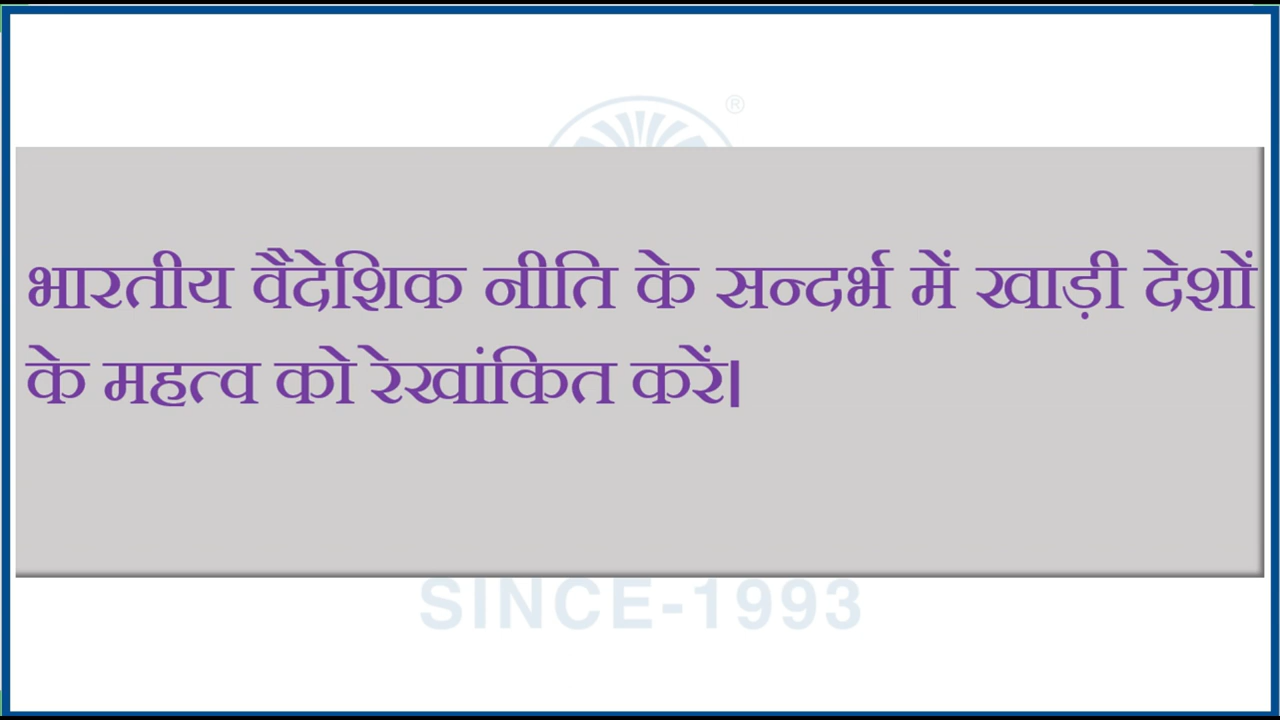 ®
भारतीय वैदेशिक नीति के सन्दर्भ में खाड़ी देशों
के महत्व को रेखांकित करें।
SINCE-1993